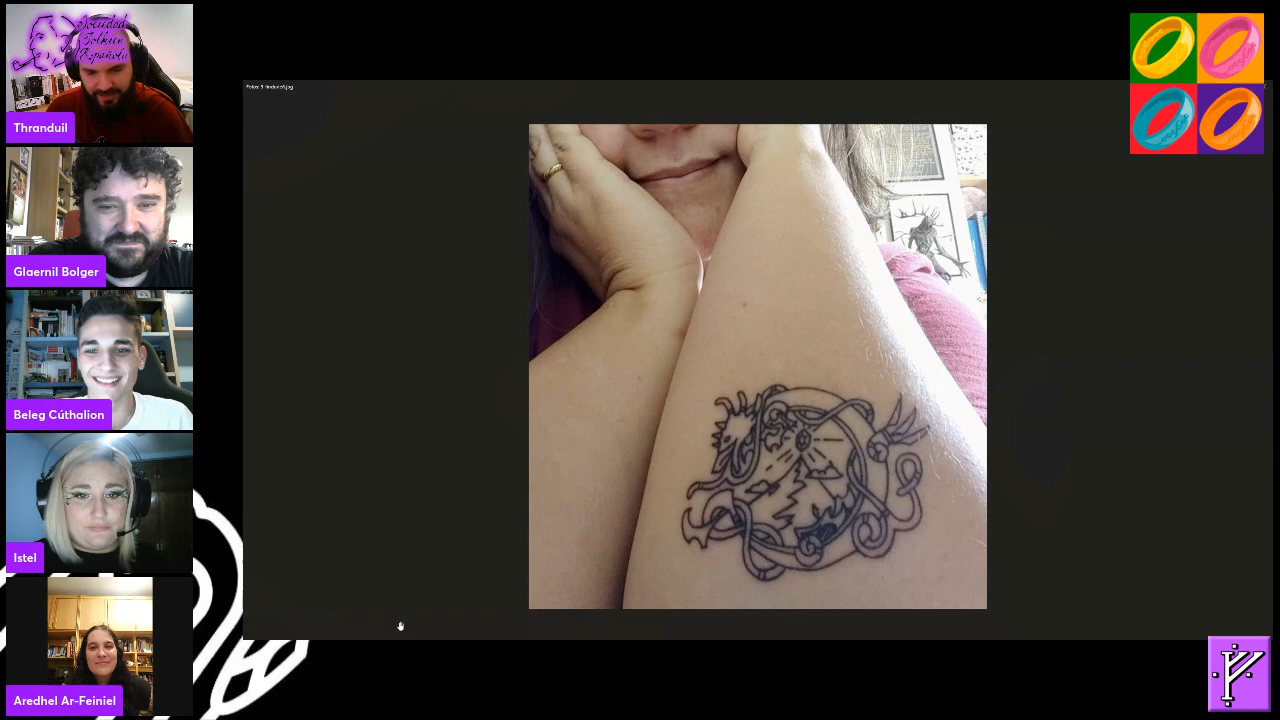 Sociedad
Tolkien
Española
Thranduil
Glaernil Bolger
Beleg Cúthalion
Istel
Aredhel Ar-Feiniel